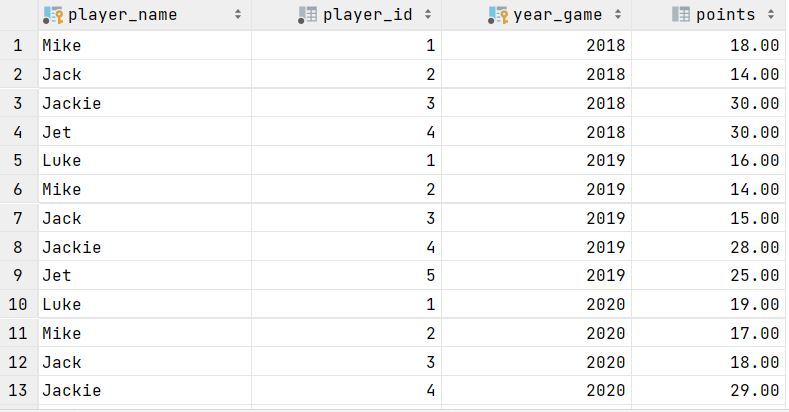 player_name player_id year_game points
1 Mike 1 2018 18.00
2 Jack 2 2018 14.00
3 Jackie 3 2018 30.00
4 Jet 4 2018 30.00
5 Luke 1 2019 16.00
6 Mike 2 2019 14.00
7 Jack 3 2019 15.00
8 Jackie 4 2019 28.00
9 Jet 5 2019 25.00
10 Luke 1 2020 19.00
11 Mike 2 2020 17.00
12 Jack 3 2020 18.00
13 Jackie 4 2020 29.00